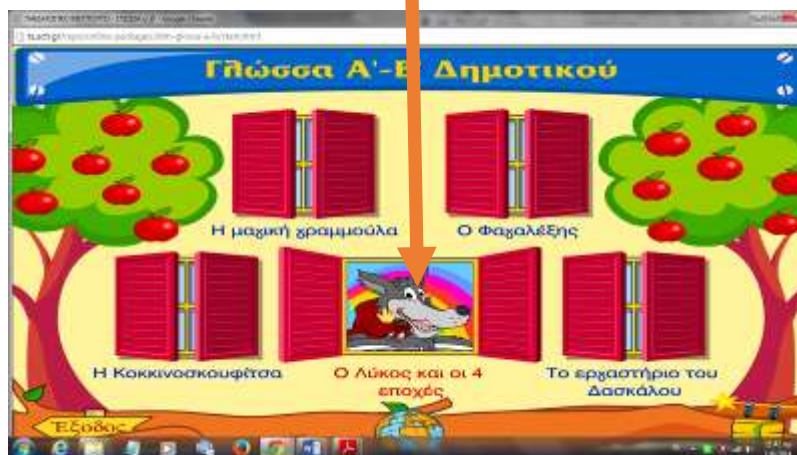 Γλώσσα Α'-Β' Δημοτικού
Η μαγική γραμμούλα
Ο Φαγαλέξης
Η Κοκκινοσκουφίτσα
Ο Λύκος και οι 4
εποχές
Το εργαστήριο του
Δασκάλου
Έξοδος